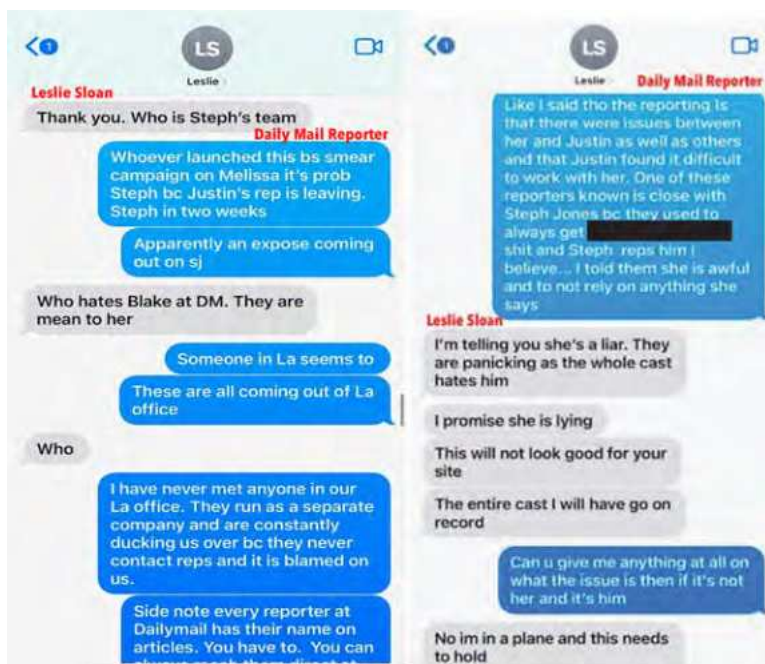 1
LS
Leslie
Leslie Sloan
Thank you. Who is Steph's team
Daily Mail Reporter
Whoever launched this bs smear
campaign on Melissa it's prob
Steph bc Justin's rep is leaving.
Steph in two weeks
Apparently an expose coming
out on sj
Who hates Blake at DM. They are
mean to her
Someone in La seems to
These are all coming out of La
office
Who
I have never met anyone in our
La office. They run as a separate
company and are constantly
ducking us over bc they never
contact reps and it is blamed on
us.
Side note every reporter at
Dailymail has their name on
articles. You have to. You can
LS
Leslie
Daily Mail Reporter
Like I said tho the reporting is
that there were issues between
her and Justin as well as others
and that Justin found it difficult
to work with her. One of these
reporters known is close with
Steph Jones bc they used to
always get
shit and Steph reps him I
believe... I told them she is awful
and to not rely on anything she
says
Leslie Sloan
I'm telling you she's a liar. They
are panicking as the whole cast
hates him
I promise she is lying
This will not look good for your
site
The entire cast I will have go on
record
Can u give me anything at all on
what the issue is then if it's not
her and it's him
No im in a plane and this needs
to hold